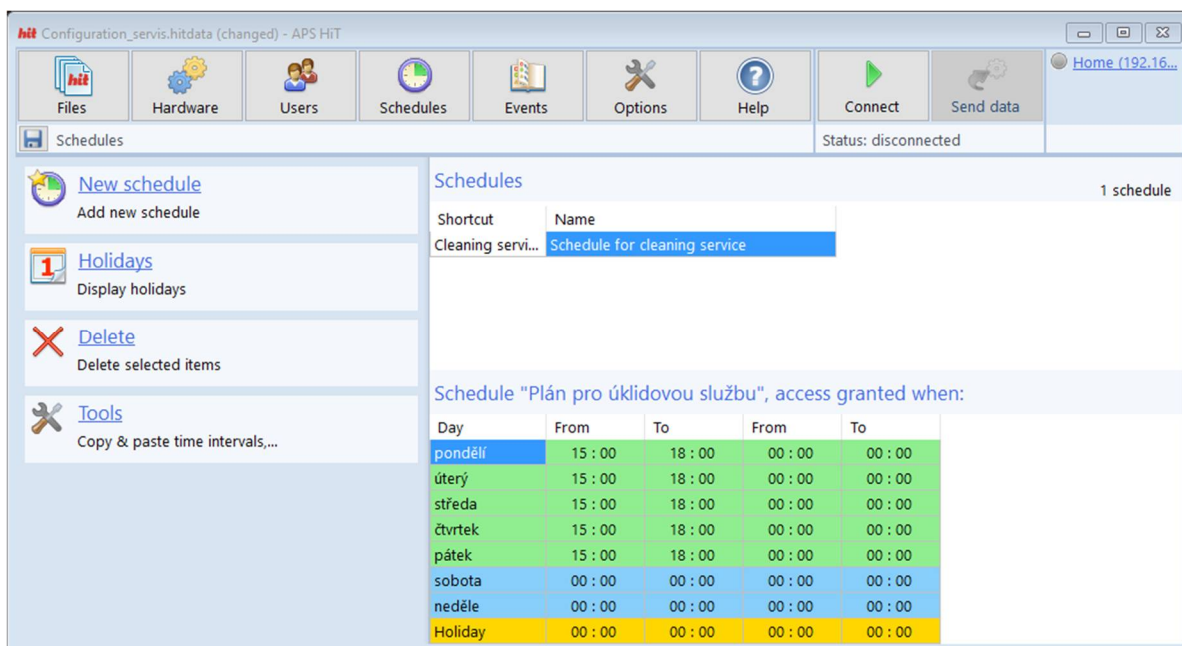 hit Configuration_servis.hitdata (changed) - APS HiT
hit
Files Hardware Users Schedules Events Options Help Connect Send data Home (192.16...
Schedules Status: disconnected
New schedule
Add new schedule
1
Holidays
Display holidays
Delete
Delete selected items
Tools
Copy & paste time intervals,...
Schedules 1 schedule
Shortcut Name
Cleaning servi... Schedule for cleaning service
Schedule "Plán pro úklidovou službu", access granted when:
Day From To From To
pondělí 15 : 00 18 : 00 00 : 00 00 : 00
úterý 15 : 00 18 : 00 00 : 00 00 : 00
středa 15 : 00 18 : 00 00 : 00 00 : 00
čtvrtek 15 : 00 18 : 00 00 : 00 00 : 00
pátek 15 : 00 18 : 00 00 : 00 00 : 00
sobota 00 : 00 00 : 00 00 : 00 00 : 00
neděle 00 : 00 00 : 00 00 : 00 00 : 00
Holiday 00 : 00 00 : 00 00 : 00 00 : 00